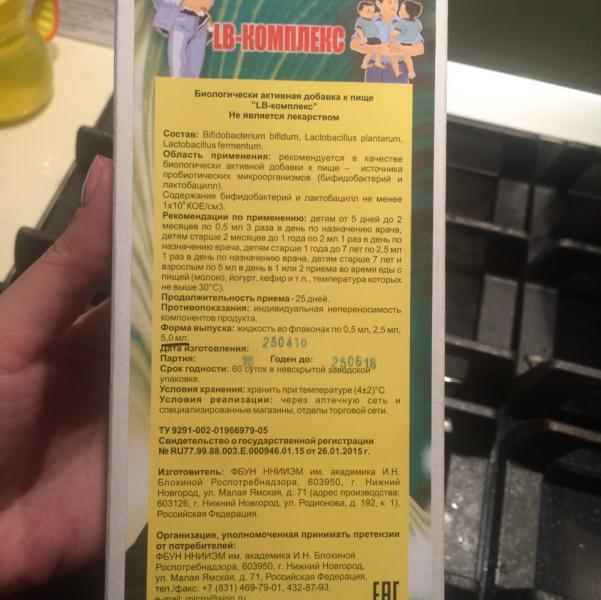 LB-КОМПЛЕКС
Биологически активная добавка к пище
"LB-комплекс"
Не является лекарством
Состав: Bifidobacterium bifidum, Lactobacillus plantarum,
Lactobacillus fermentum.
Область применения: рекомендуется в качестве
биологически активной добавки к пище – источника
пробиотических микроорганизмов (бифидобактерий и
лактобацилл).
Содержание бифидобактерий и лактобацилл не менее
КОЕ/см3.
Рекомендации по применению: детям от 5 дней до 2
месяцев по 0,5 мл 3 раза в день по назначению врача,
детям старше 2 месяцев до 1 года по 2 мл 1 раз в день по
назначению врача, детям старше 1 года до 7 лет по 2,5 мл
1 раз в день по назначению врача, детям старше 7 лет и
взрослым по 5 мл в день в 1 или 2 приема во время еды с
пищей (молоко, йогурт, кефир и т.п., температура которых
не выше 30°С).
Продолжительность приема - 25 дней.
Противопоказания: индивидуальная непереносимость
компонентов продукта.
Форма выпуска: жидкость во флаконах по 0,5 мл, 2,5 мл,
5,0 мл.
Дата изготовления: 250416
Партия: 16 Годен до: 250616
Срок годности: 60 суток в невскрытой заводской
упаковке.
Условия хранения: хранить при температуре (4±2)°С.
Условия реализации: через аптечную сеть и
специализированные магазины, отделы торговой сети.
ТУ 9291-002-01966979-05
Свидетельство о государственной регистрации
№ RU77.99.88.003.Е.000946.01.15 от 26.01.2015 г.
Изготовитель: ФБУН ННИИЭМ им. академика И.Н.
Блохиной Роспотребнадзора, 603950, г. Нижний
Новгород, ул. Малая Ямская, д. 71 (адрес производства:
603126, г. Нижний Новгород, ул. Родионова, д. 192, к. 1),
Российская Федерация.
Организация, уполномоченная принимать претензии
от потребителей:
ФБУН ННИИЭМ им. академика И.Н. Блохиной
Роспотребнадзора, 603950, г. Нижний Новгород,
ул. Малая Ямская, д. 71, Российская Федерация,
тел./факс: +7 (831) 469-79-01, 432-87-93,
e-mail: micro@sinn.ru
EAC